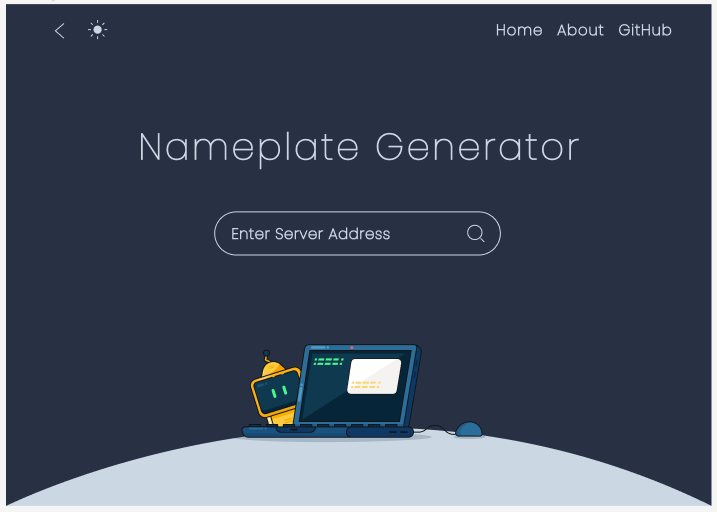 Home About GitHub
Nameplate Generator
Enter Server Address